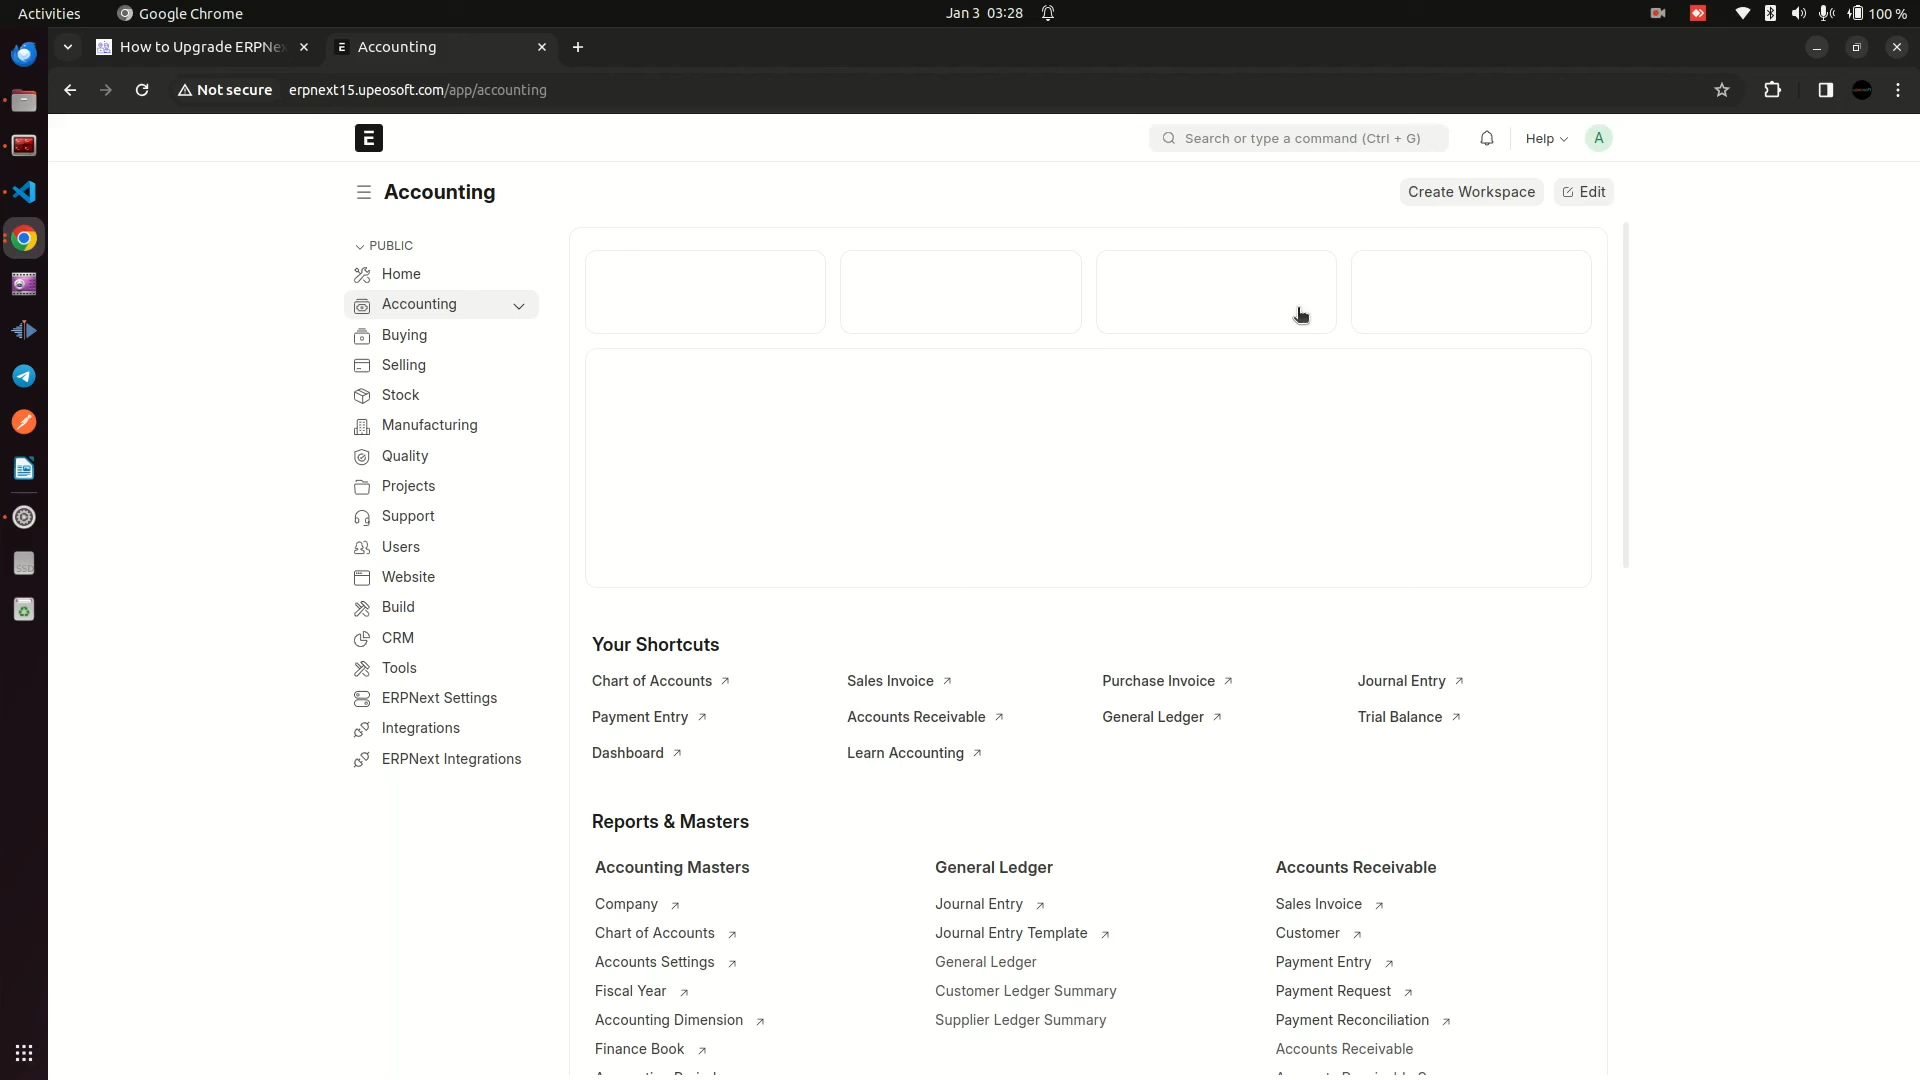 Activities
Google Chrome
Jan 3 03:28
100 %
How to Upgrade ERPNe
E
Accounting
Not secure
erpnext15.upeosoft.com/app/accounting
E
Search or type a command (Ctrl + G)
Help
A
Accounting
Create Workspace
Edit
PUBLIC
Home
Accounting
Buying
Selling
Stock
Manufacturing
Quality
Projects
Support
Users
Website
Build
CRM
Tools
ERPNext Settings
Integrations
ERPNext Integrations
Your Shortcuts
Chart of Accounts
Sales Invoice
Purchase Invoice
Journal Entry
Payment Entry
Accounts Receivable
General Ledger
Trial Balance
Dashboard
Learn Accounting
Reports & Masters
Accounting Masters
Company
Chart of Accounts
Accounts Settings
Fiscal Year
Accounting Dimension
Finance Book
General Ledger
Journal Entry
Journal Entry Template
General Ledger
Customer Ledger Summary
Supplier Ledger Summary
Accounts Receivable
Sales Invoice
Customer
Payment Entry
Payment Request
Payment Reconciliation
Accounts Receivable
SSD